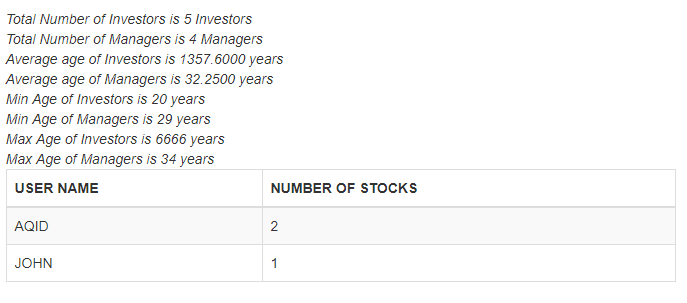 Total Number of Investors is 5 Investors
Total Number of Managers is 4 Managers
Average age of Investors is 1357.6000 years
Average age of Managers is 32.2500 years
Min Age of Investors is 20 years
Min Age of Managers is 29 years
Max Age of Investors is 6666 years
Max Age of Managers is 34 years
USER NAME NUMBER OF STOCKS
AQID 2
JOHN 1